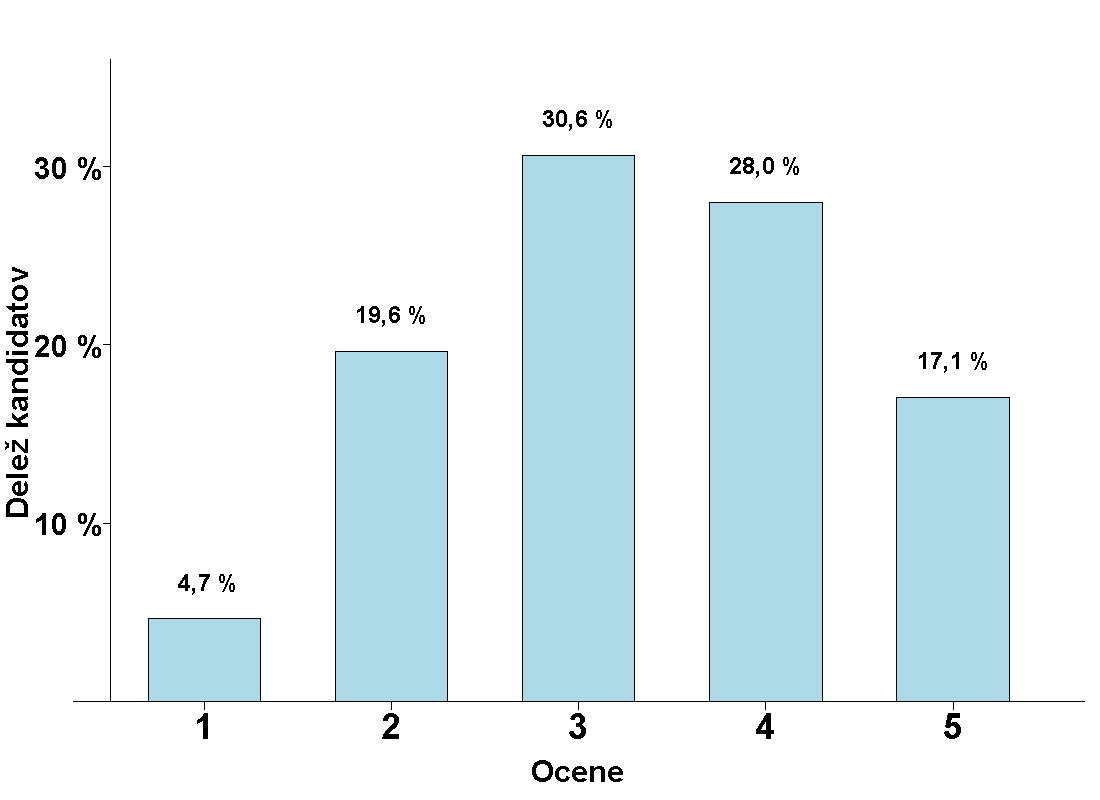 30,6 %
28,0 %
30 %
19,6 %
20 %
17,1 %
10 %
4,7 %
Delež kandidatov
1 2 3 4 5
Ocene